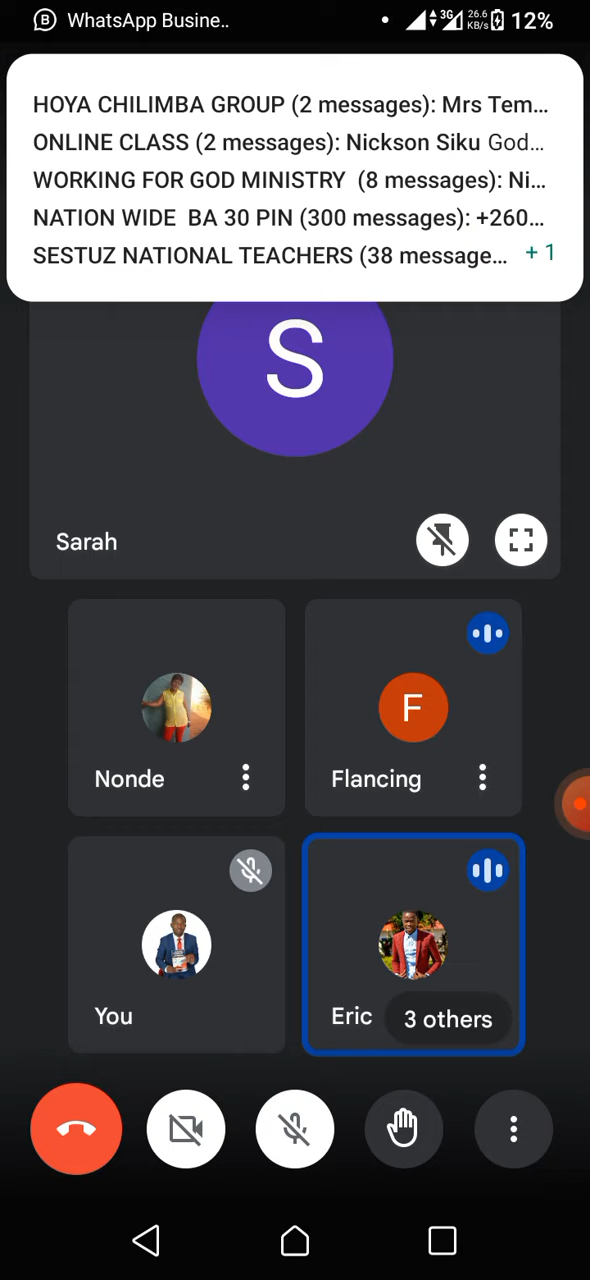 WhatsApp Busine..
3G
26.6
KB/s
12%
HOYA CHILIMBA GROUP (2 messages): Mrs Tem...
ONLINE CLASS (2 messages): Nickson Siku God...
WORKING FOR GOD MINISTRY (8 messages): Ni...
NATION WIDE BA 30 PIN (300 messages): +260...
SESTUZ NATIONAL TEACHERS (38 message... + 1
S
Sarah
F
Nonde
Flancing
You
Eric
3 others